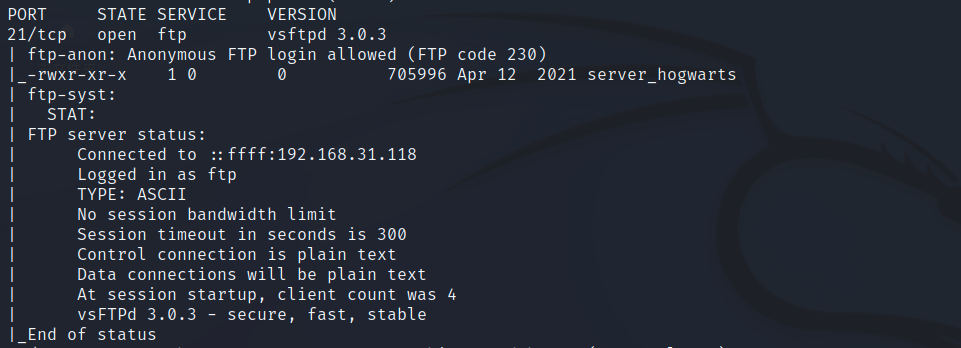 PORT STATE SERVICE VERSION
21/tcp open ftp vsftpd 3.0.3
| ftp-anon: Anonymous FTP login allowed (FTP code 230)
|_-rwxr-xr-x 1 0 0 705996 Apr 12 2021 server_hogwarts
| ftp-syst:
| STAT:
| FTP server status:
| Connected to ::ffff:192.168.31.118
| Logged in as ftp
| TYPE: ASCII
| No session bandwidth limit
| Session timeout in seconds is 300
| Control connection is plain text
| Data connections will be plain text
| At session startup, client count was 4
| vsFTPd 3.0.3 - secure, fast, stable
|_End of status